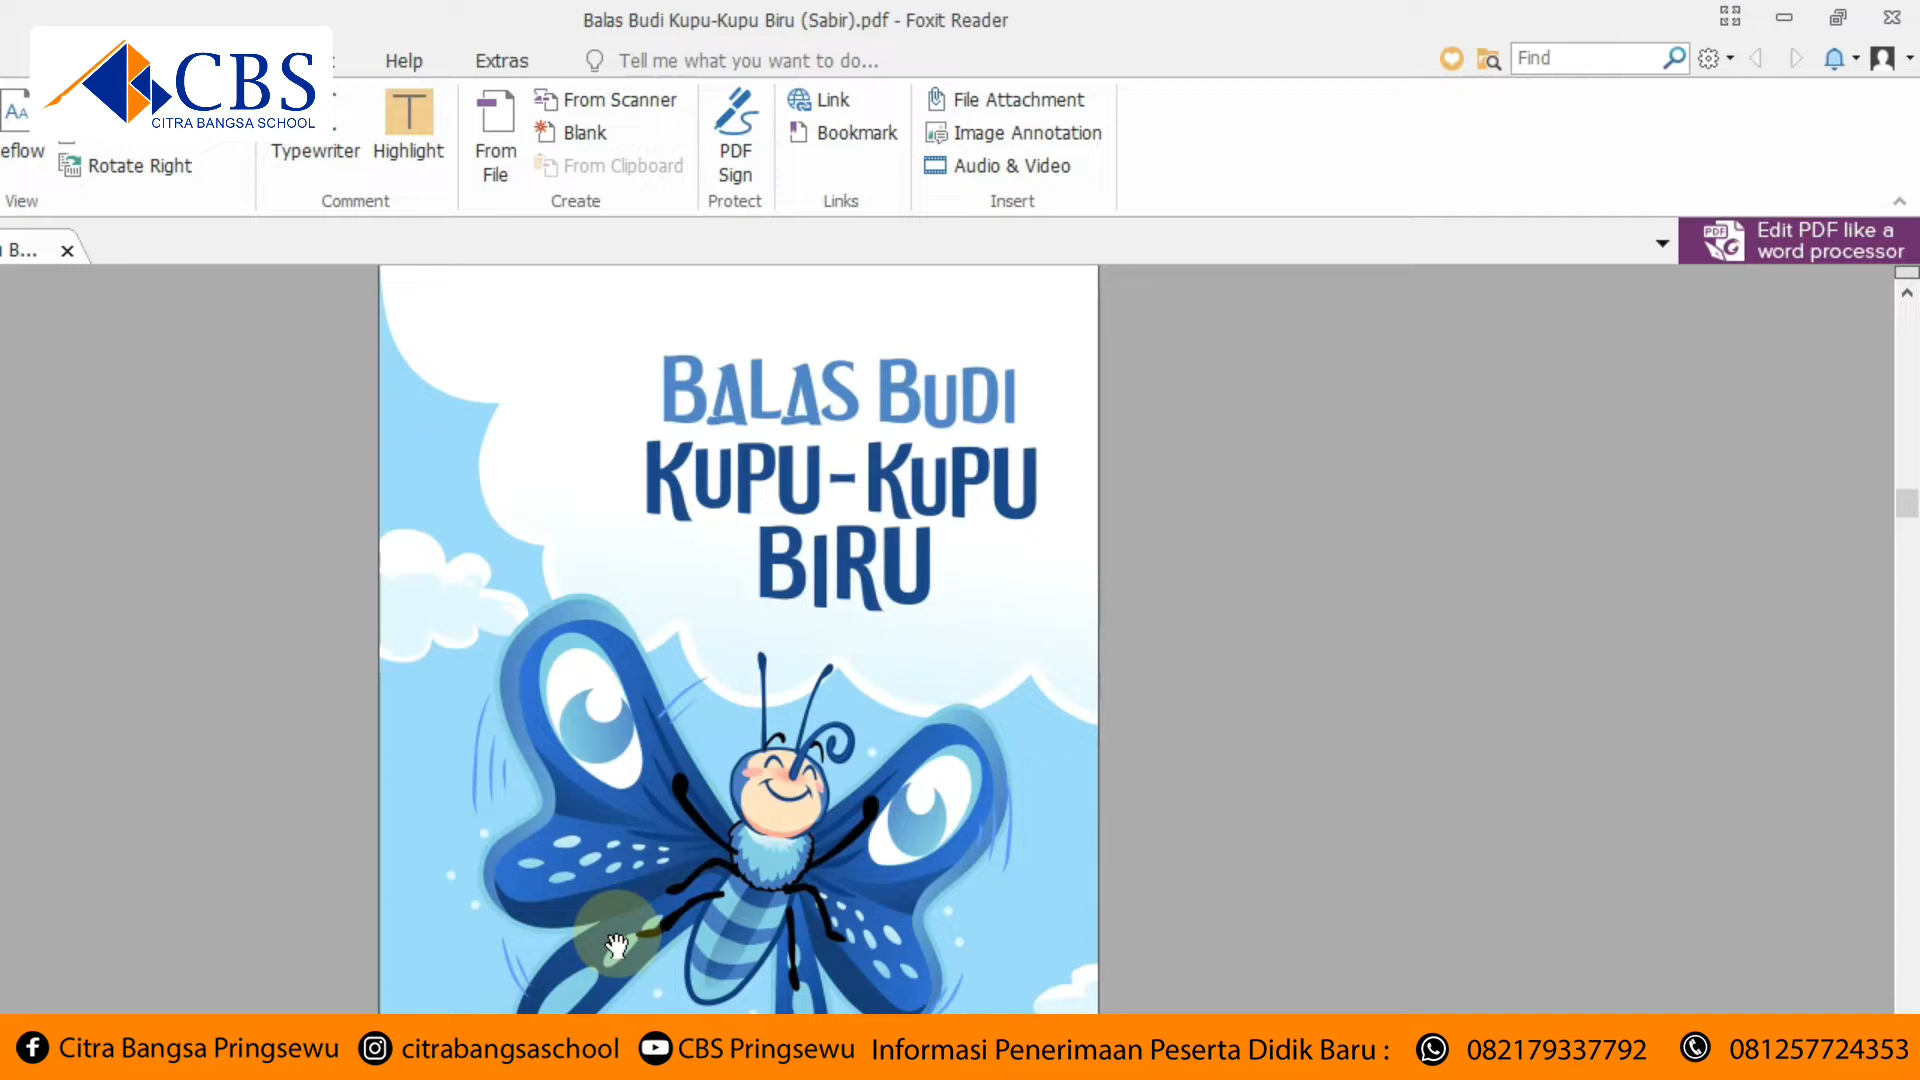 Balas Budi Kupu-Kupu Biru (Sabir).pdf - Foxit Reader
CBS
CITRA BANGSA SCHOOL
Help
Extras
Tell me what you want to do...
Find
eflow
Rotate Right
View
Typewriter
Highlight
Comment
From File
From Scanner
Blank
From Clipboard
Create
PDF Sign
Protect
Link
Bookmark
Links
File Attachment
Image Annotation
Audio & Video
Insert
B...
PDF
Edit PDF like a
word processor
BALAS BUDI
KUPU-KUPU
BIRU
Citra Bangsa Pringsewu
citrabangsaschool
CBS Pringsewu
Informasi Penerimaan Peserta Didik Baru :
082179337792
081257724353